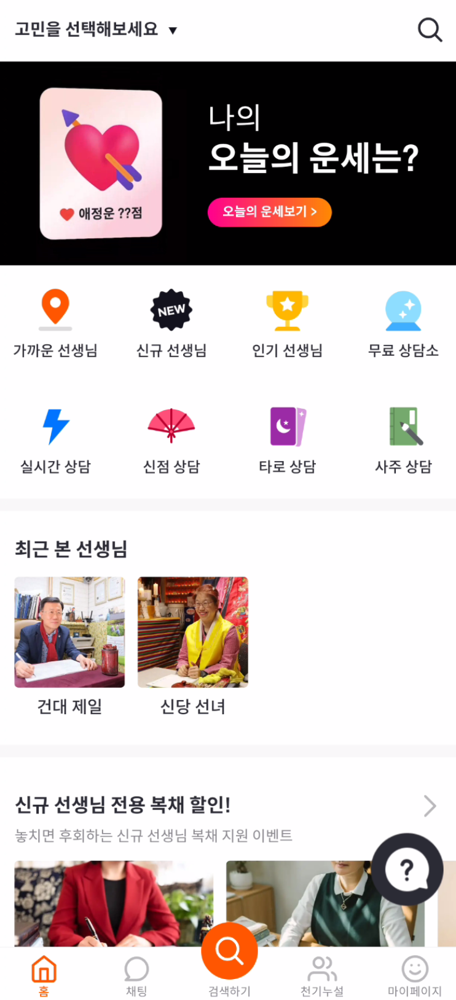 고민을 선택해보세요 ▼
나의
오늘의 운세는?
애정운 ??점
오늘의 운세보기 >
가까운 선생님
NEW
신규 선생님
인기 선생님
무료 상담소
실시간 상담
신점 상담
타로 상담
사주 상담
최근 본 선생님
건대 제일
신당 선녀
신규 선생님 전용 복채 할인!
놓치면 후회하는 신규 선생님 복채 지원 이벤트
?
홈
채팅
검색하기
천기누설
마이페이지